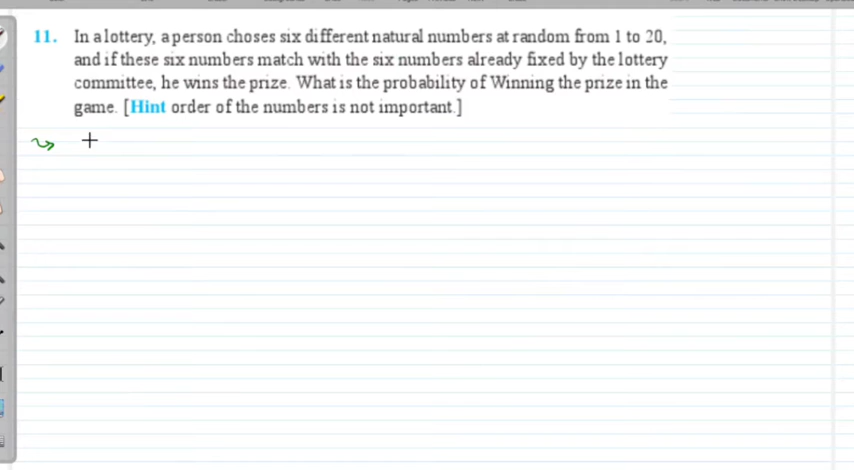 11. In a lottery, a person choses six different natural numbers at random from 1 to 20,
and if these six numbers match with the six numbers already fixed by the lottery
committee, he wins the prize. What is the probability of Winning the prize in the
game. [Hint order of the numbers is not important.]